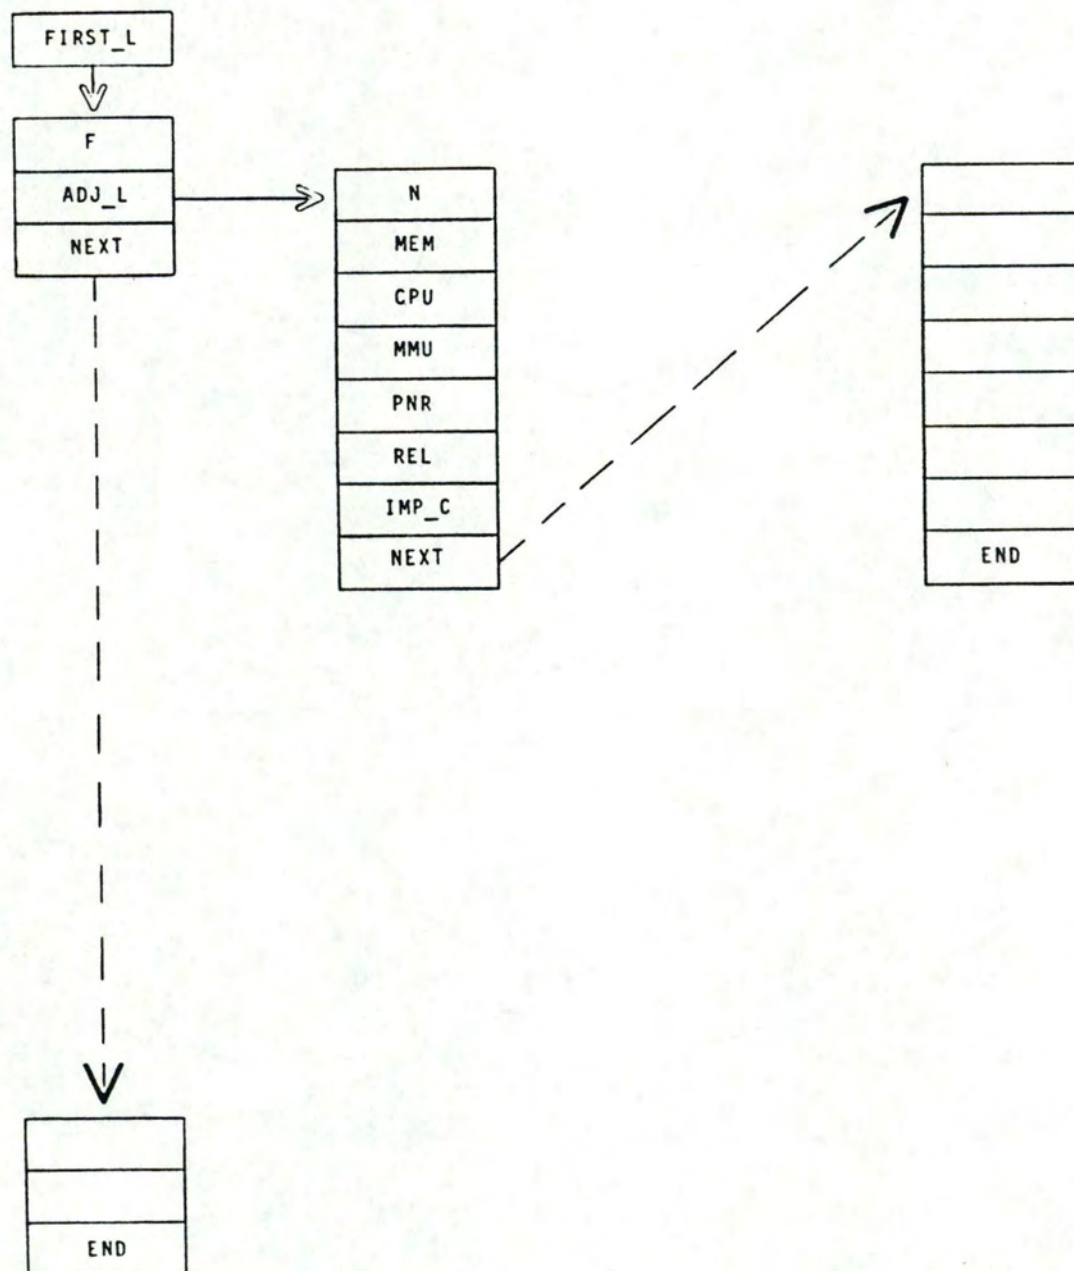 FIRST_L
F
ADJ_L
NEXT
N
MEM
CPU
MMU
PNR
REL
IMP_C
NEXT
END
END